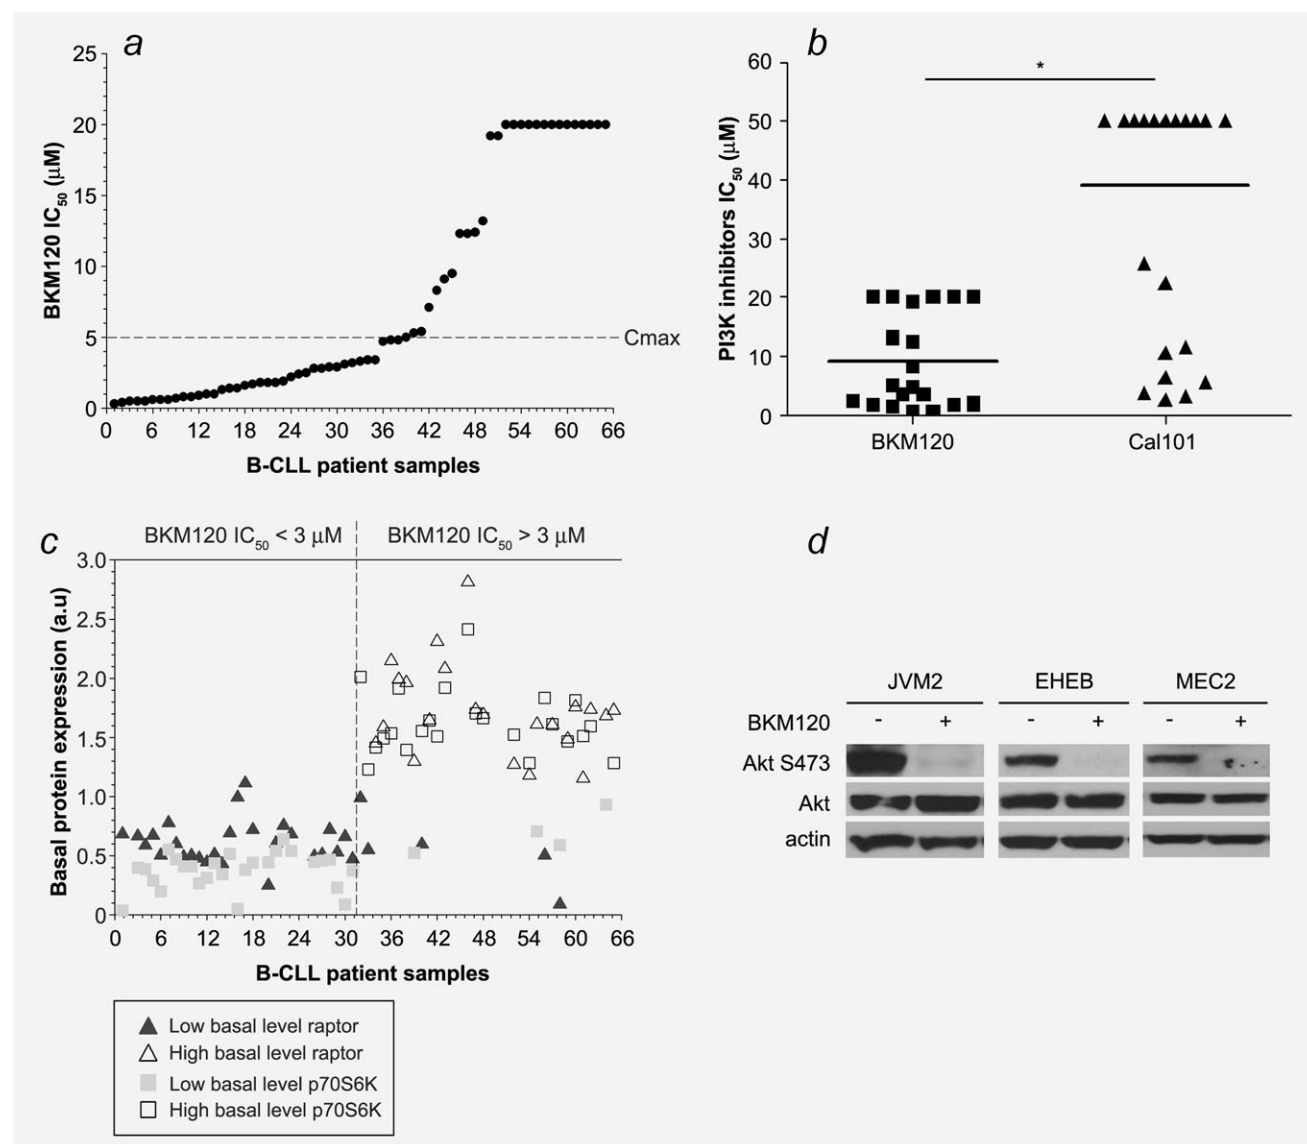 a
25
20
15
10
5
0
BKM120 IC50 (μM)
Cmax
0 6 12 18 24 30 36 42 48 54 60 66
B-CLL patient samples
b
*
60
50
40
30
20
10
0
PI3K inhibitors IC50 (μM)
BKM120 Cal101
c
BKM120 IC50 < 3 μM BKM120 IC50 > 3 μM
3.0
2.5
2.0
1.5
1.0
0.5
0
Basal protein expression (a.u)
0 6 12 18 24 30 36 42 48 54 60 66
B-CLL patient samples
Low basal level raptor
High basal level raptor
Low basal level p70S6K
High basal level p70S6K
d
JVM2 EHEB MEC2
BKM120 - + - + - +
Akt S473
Akt
actin